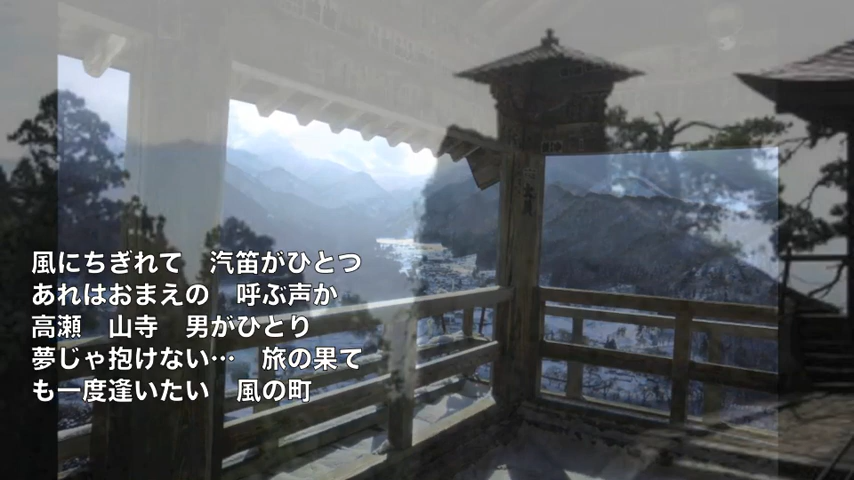 風にちぎれて　汽笛がひとつ
あれはおまえの　呼ぶ声か
高瀬　山寺　男がひとり
夢じゃ抱けない…　旅の果て
も一度逢いたい　風の町